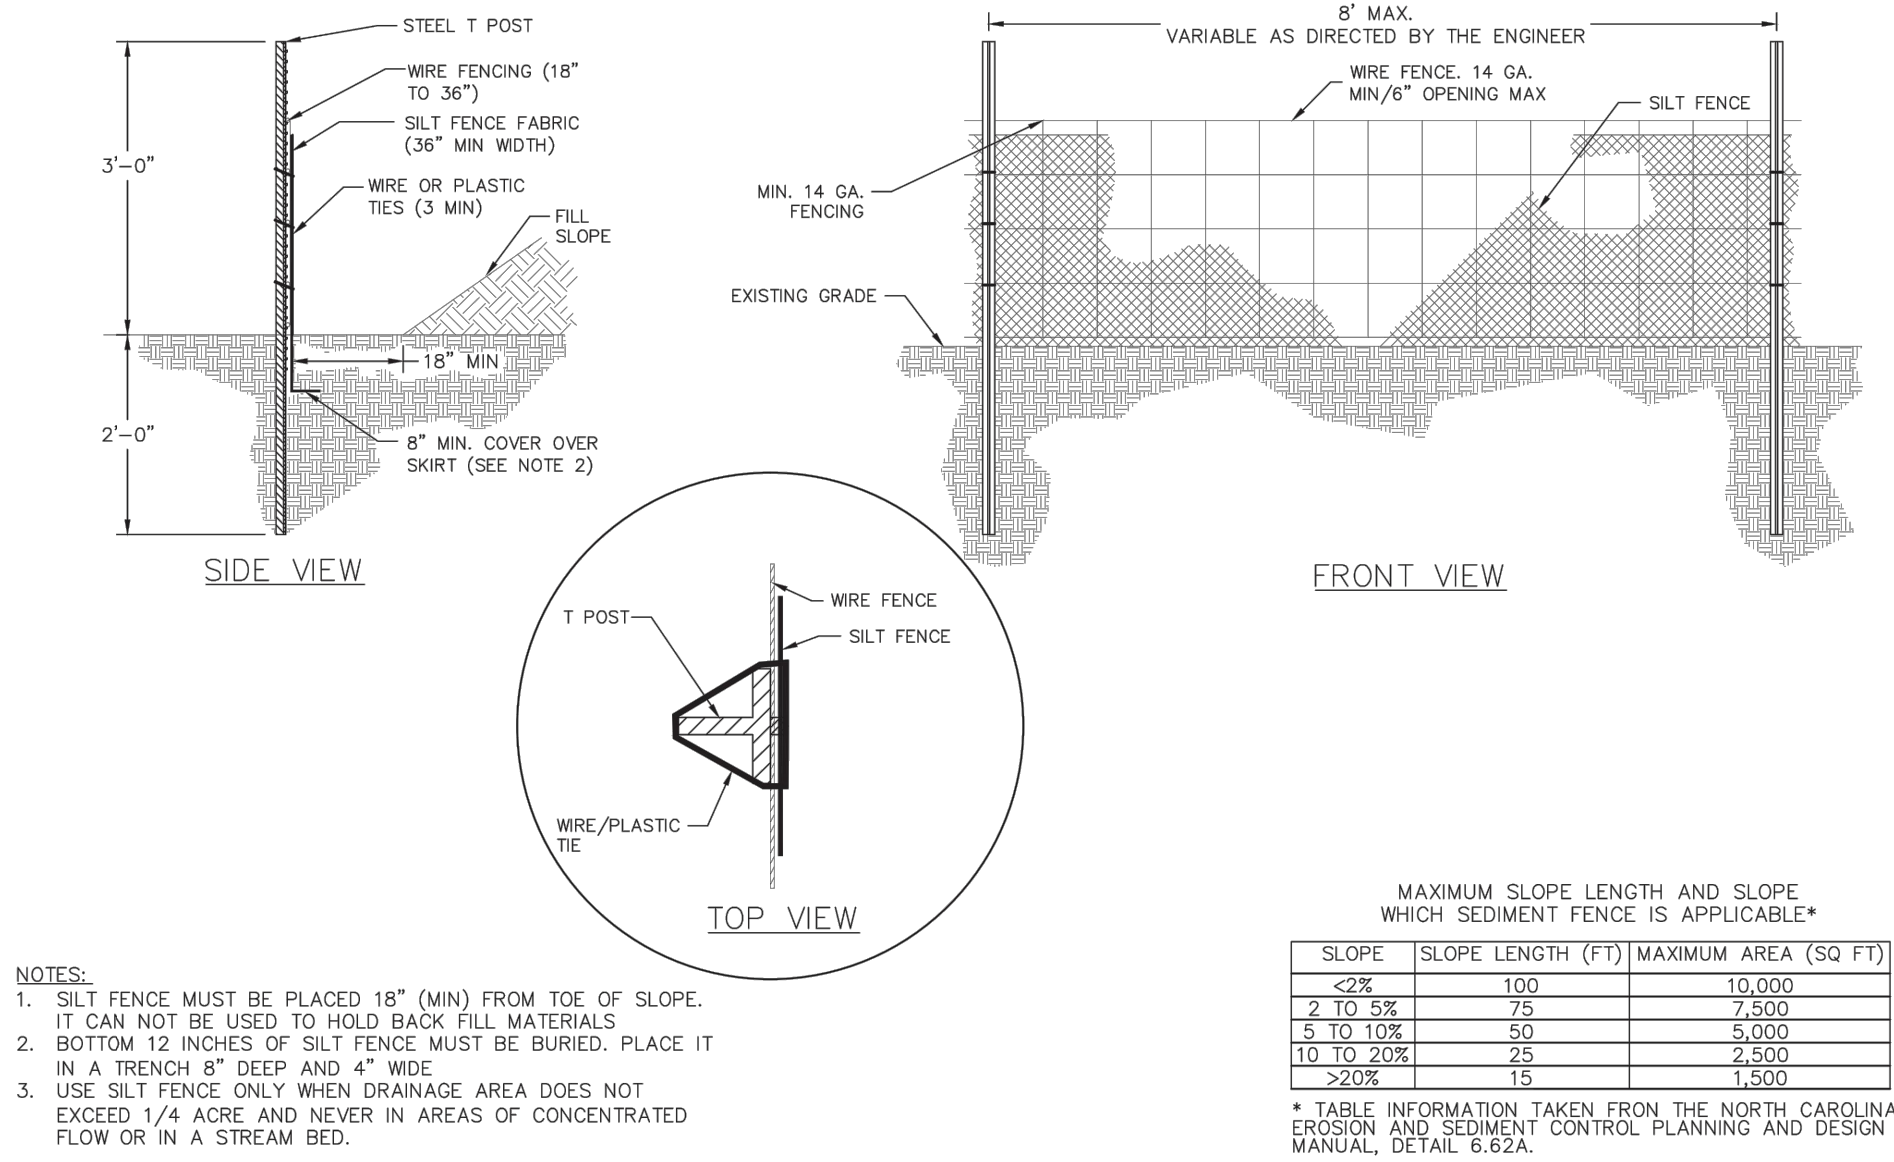 STEEL T POST
WIRE FENCING (18"
TO 36")
SILT FENCE FABRIC
(36" MIN WIDTH)
3'-0"
WIRE OR PLASTIC
TIES (3 MIN)
FILL
SLOPE
18" MIN
2'-0"
8" MIN. COVER OVER
SKIRT (SEE NOTE 2)
SIDE VIEW
8' MAX.
VARIABLE AS DIRECTED BY THE ENGINEER
WIRE FENCE. 14 GA.
MIN/6" OPENING MAX
SILT FENCE
MIN. 14 GA.
FENCING
EXISTING GRADE
FRONT VIEW
WIRE FENCE
T POST
SILT FENCE
WIRE/PLASTIC
TIE
TOP VIEW
NOTES:
1. SILT FENCE MUST BE PLACED 18" (MIN) FROM TOE OF SLOPE.
IT CAN NOT BE USED TO HOLD BACK FILL MATERIALS
2. BOTTOM 12 INCHES OF SILT FENCE MUST BE BURIED. PLACE IT
IN A TRENCH 8" DEEP AND 4" WIDE
3. USE SILT FENCE ONLY WHEN DRAINAGE AREA DOES NOT
EXCEED 1/4 ACRE AND NEVER IN AREAS OF CONCENTRATED
FLOW OR IN A STREAM BED.
MAXIMUM SLOPE LENGTH AND SLOPE
WHICH SEDIMENT FENCE IS APPLICABLE*
SLOPE SLOPE LENGTH (FT) MAXIMUM AREA (SQ FT)
<2% 100 10,000
2 TO 5% 75 7,500
5 TO 10% 50 5,000
10 TO 20% 25 2,500
>20% 15 1,500
* TABLE INFORMATION TAKEN FRON THE NORTH CAROLINA
EROSION AND SEDIMENT CONTROL PLANNING AND DESIGN
MANUAL, DETAIL 6.62A.